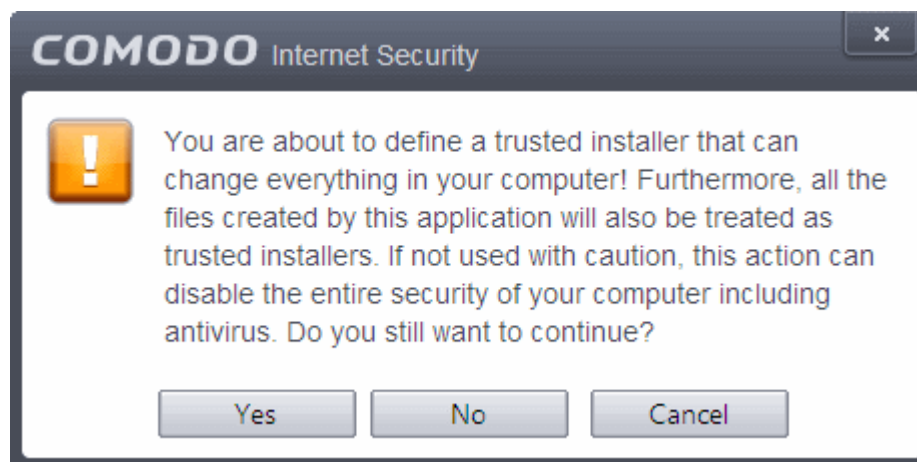 COMODO Internet Security
You are about to define a trusted installer that can
change everything in your computer! Furthermore, all the
files created by this application will also be treated as
trusted installers. If not used with caution, this action can
disable the entire security of your computer including
antivirus. Do you still want to continue?
Yes No Cancel